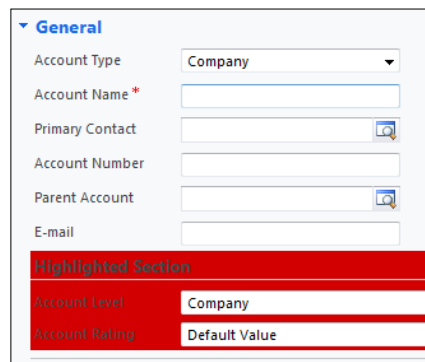 General
Account Type Company
Account Name *
Primary Contact
Account Number
Parent Account
E-mail
Highlighted Section
Account Level Company
Account Rating Default Value